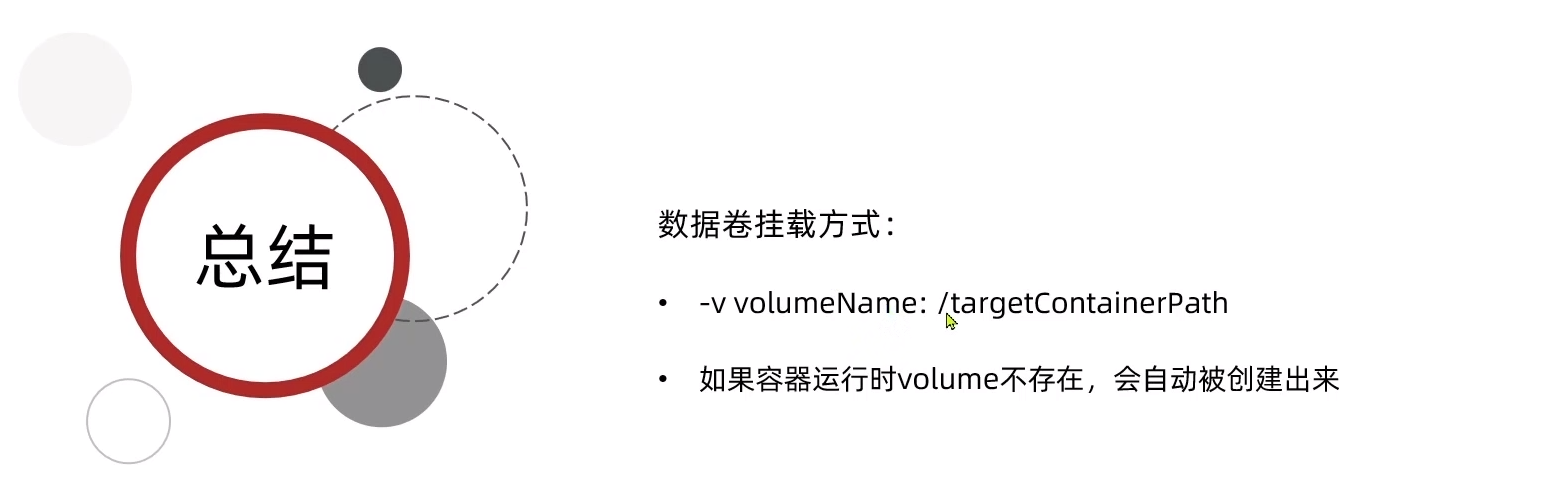 总结
数据卷挂载方式：
• -v volumeName: /targetContainerPath
• 如果容器运行时volume不存在，会自动被创建出来